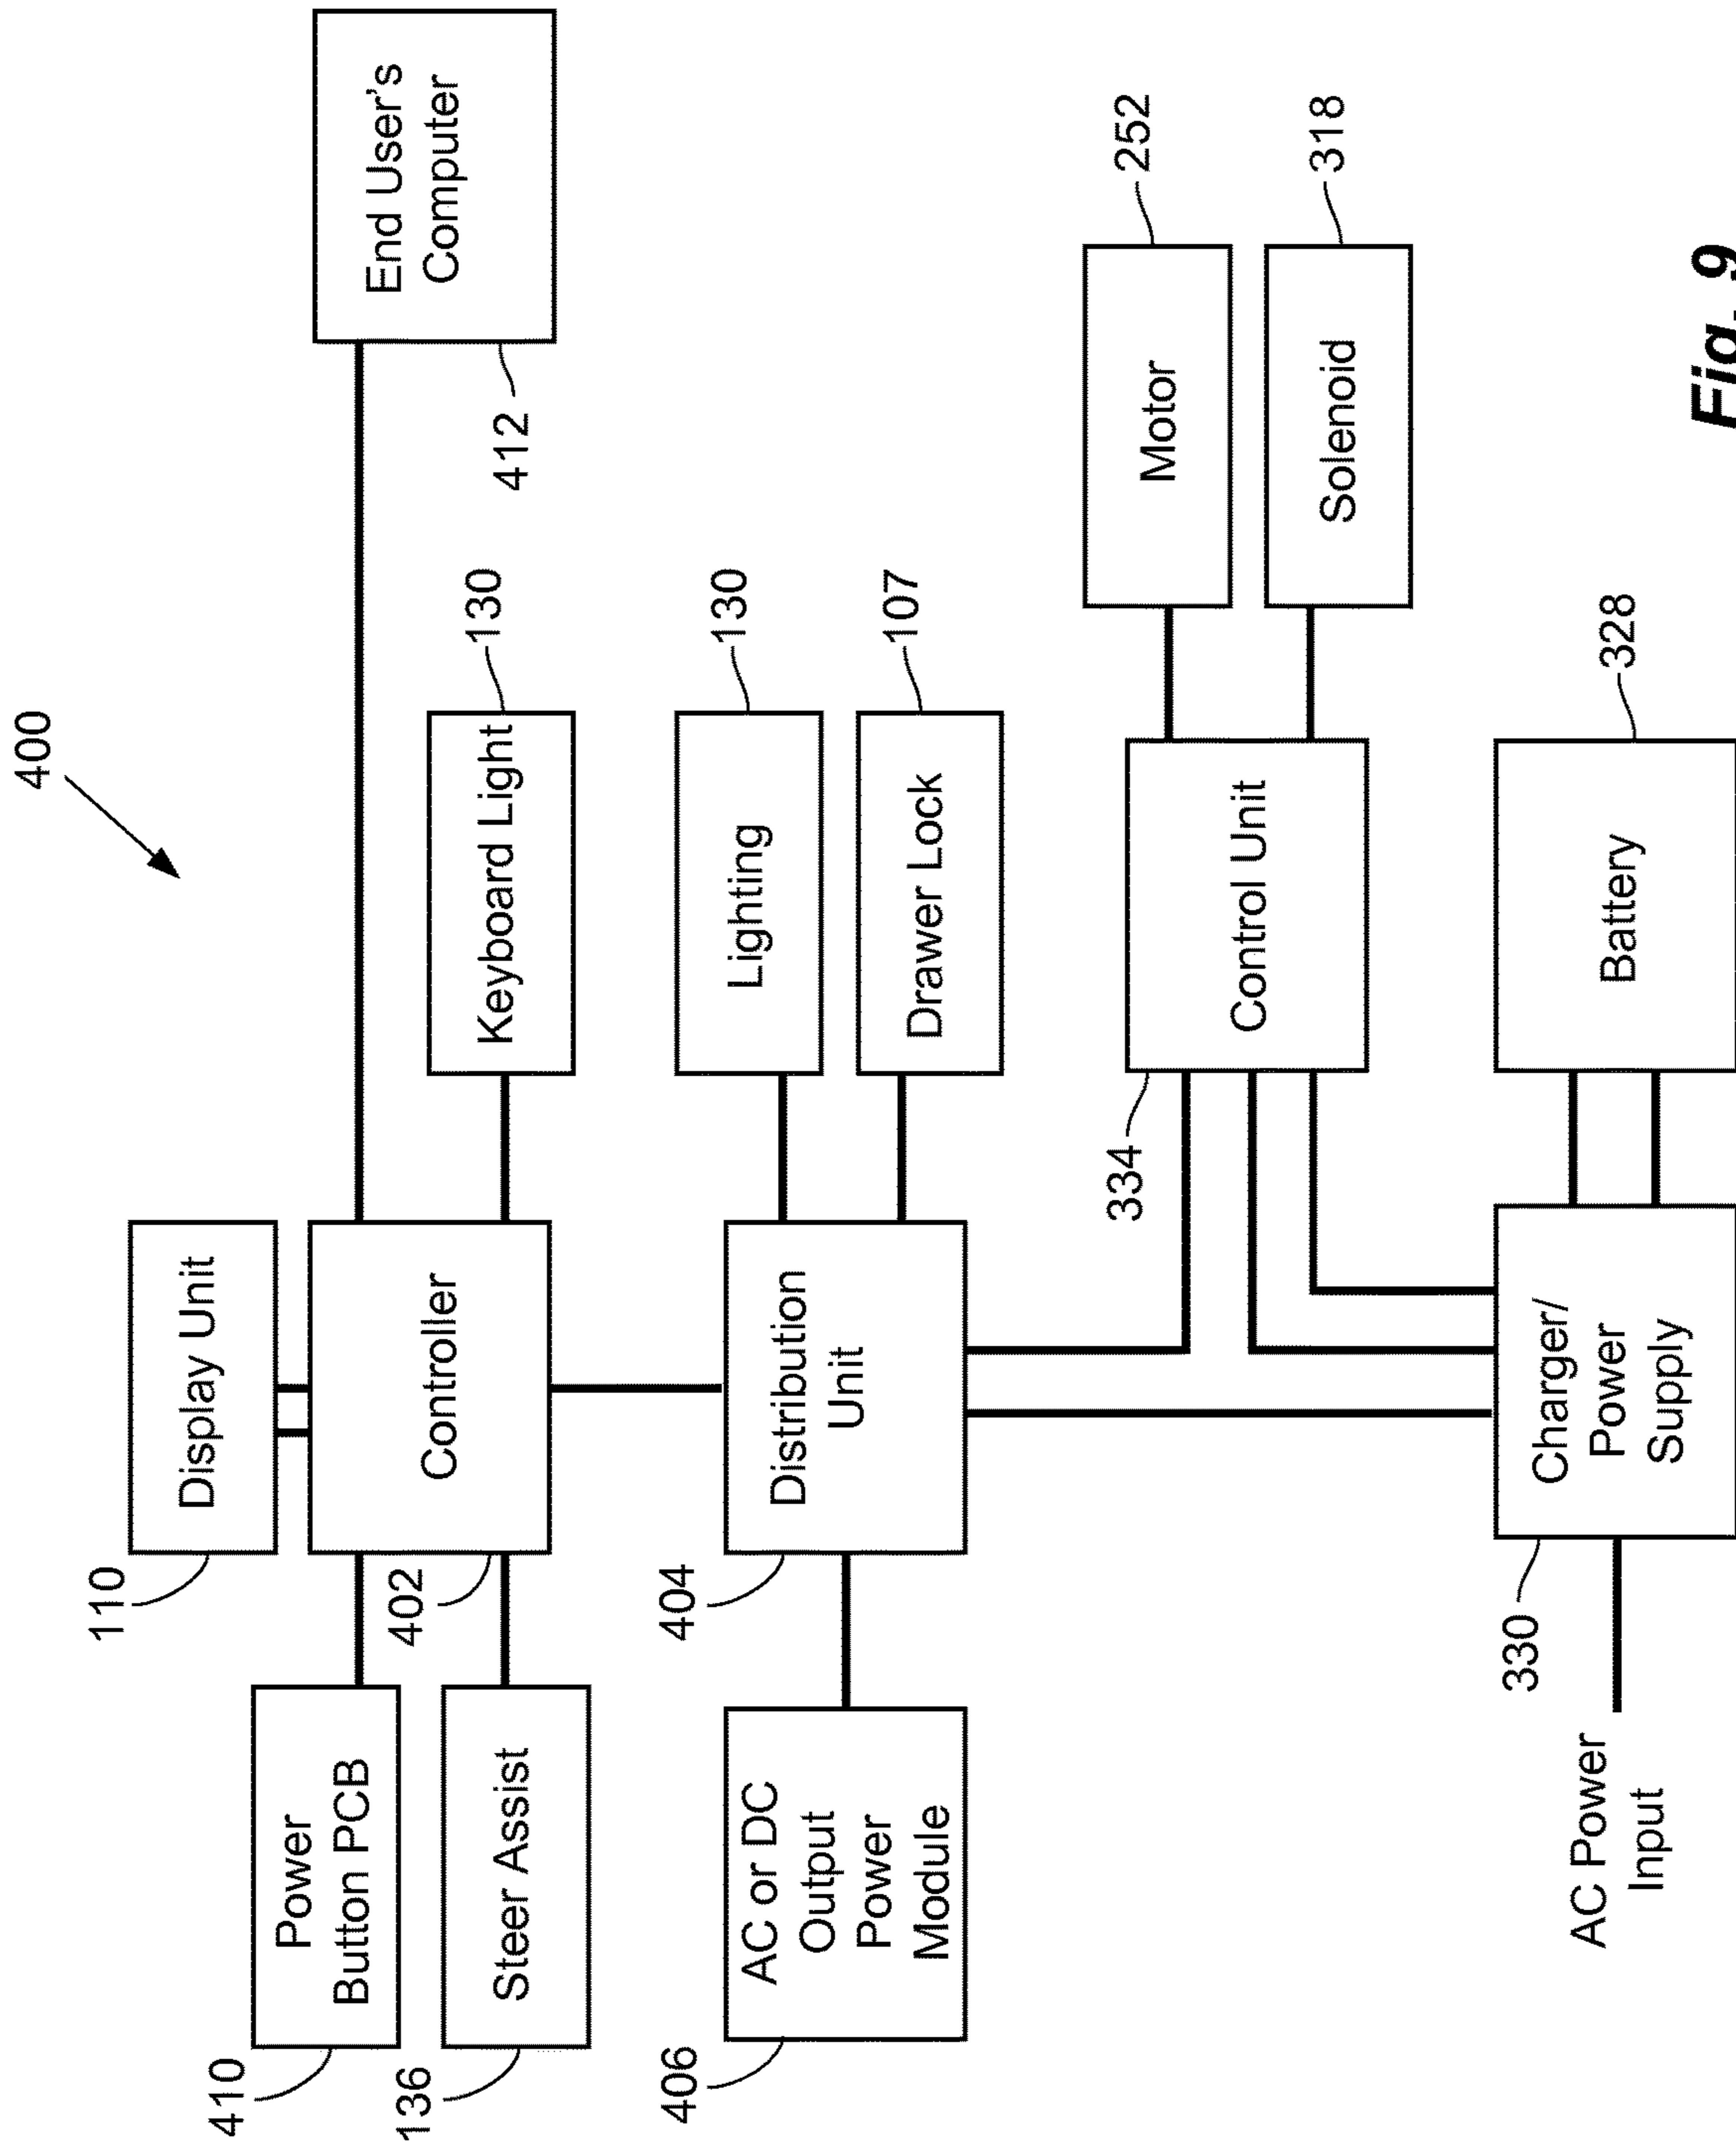 400
110
Display Unit
410
Power
Button PCB
402
Controller
End User's
Computer
412
136
Steer Assist
Keyboard Light
130
406
AC or DC
Output
Power
Module
404
Distribution
Unit
Lighting
130
Drawer Lock
107
334
Control Unit
Motor
252
Solenoid
318
AC Power
Input
330
Charger/
Power
Supply
Battery
328
Fig. 9